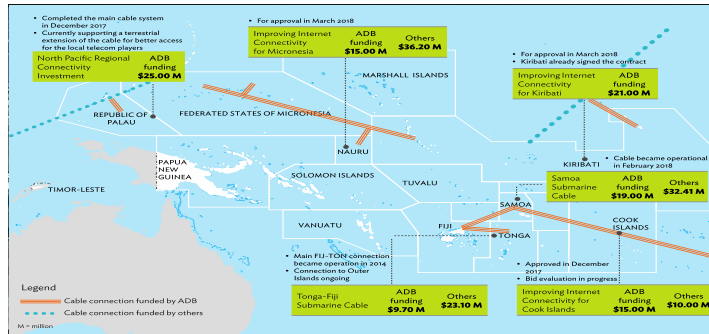 • Completed the main cable system
in December 2017
• Currently supporting a terrestrial
extension of the cable for better access
for the local telecom players
North Pacific Regional
Connectivity
Investment
ADB
funding
$25.00 M
• For approval in March 2018
Improving Internet
Connectivity
for Micronesia
ADB
funding
$15.00 M
Others
$36.20 M
• For approval in March 2018
• Kiribati already signed the contract
Improving Internet
Connectivity
for Kiribati
ADB
funding
$21.00 M
MARSHALL ISLANDS
REPUBLIC OF
PALAU
FEDERATED STATES OF MICRONESIA
NAURU
KIRIBATI
PAPUA
NEW
GUINEA
SOLOMON ISLANDS
TIMOR-LESTE
TUVALU
• Cable became operational
in February 2018
Samoa
Submarine
Cable
ADB
funding
$19.00 M
Others
$32.41 M
SAMOA
VANUATU
FIJI
TONGA
COOK
ISLANDS
• Main FIJ-TON connection
became operation in 2014
• Connection to Outer
Islands ongoing
Tonga-Fiji
Submarine Cable
ADB
funding
$9.70 M
Others
$23.10 M
• Approved in December
2017
• Bid evaluation in progress
Improving Internet
Connectivity for
Cook Islands
ADB
funding
$15.00 M
Others
$10.00 M
Legend
Cable connection funded by ADB
Cable connection funded by others
M = million